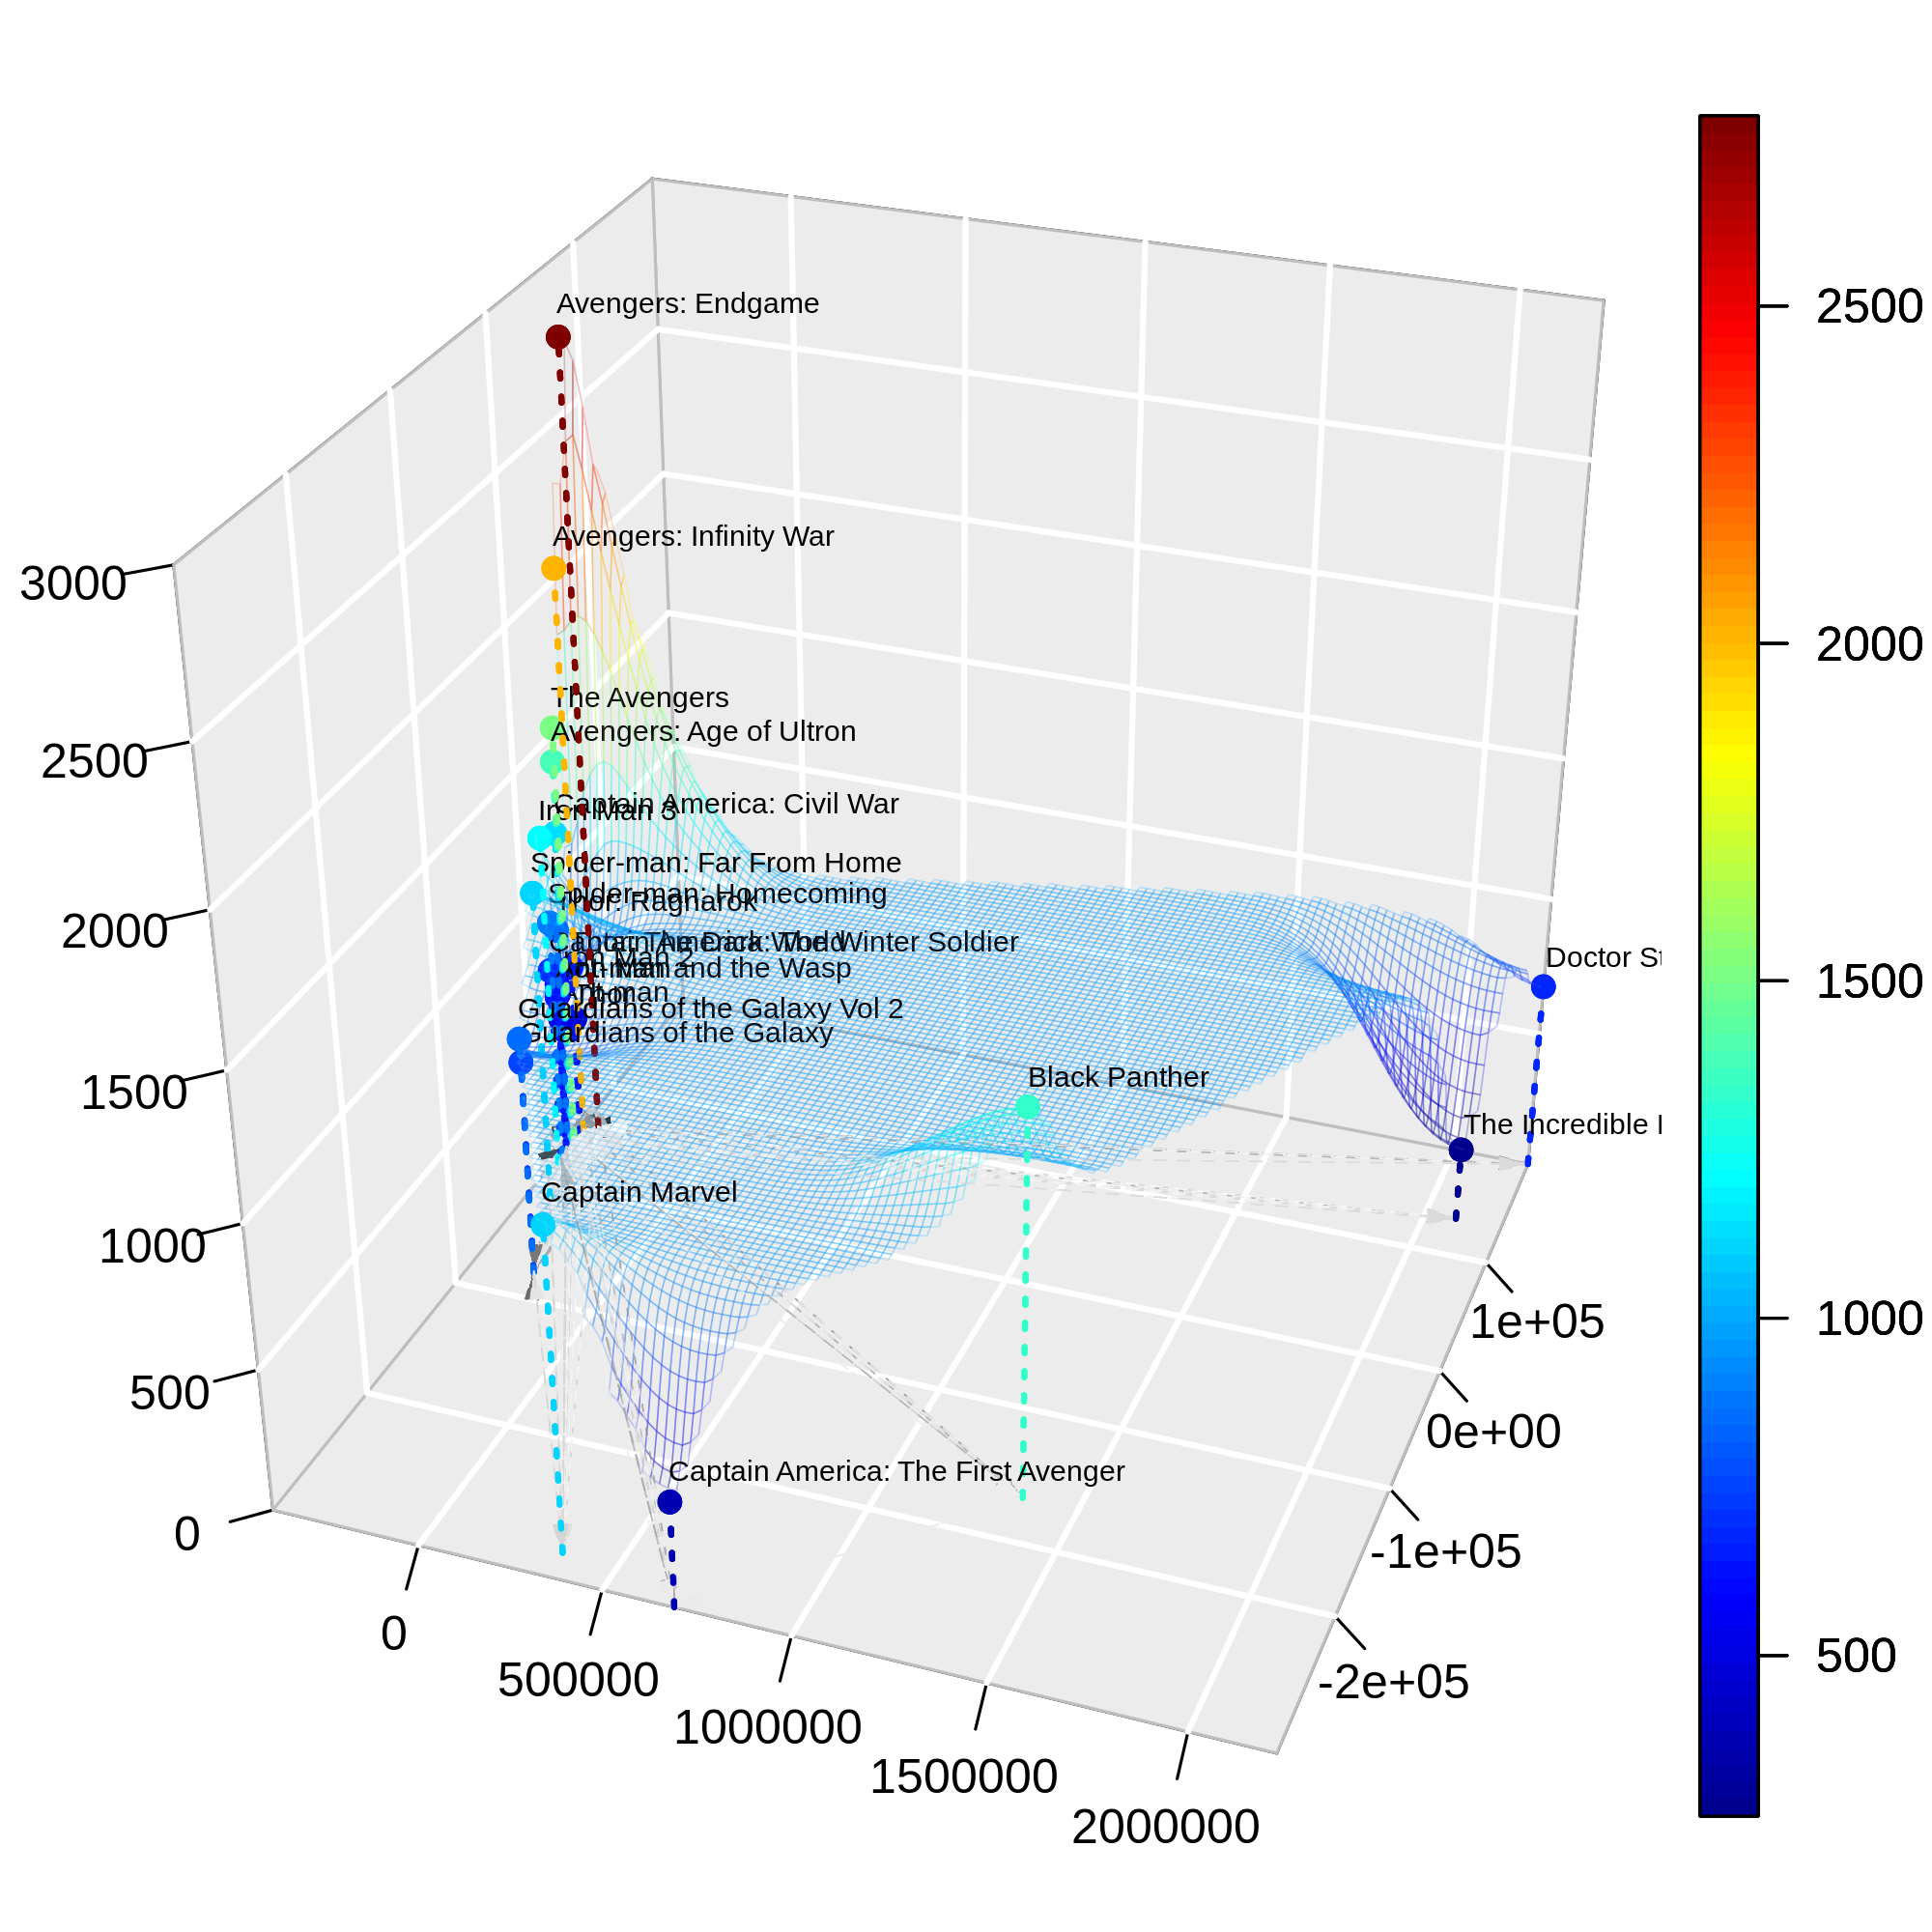 Avengers: Endgame
Avengers: Infinity War
The Avengers
Avengers: Age of Ultron
Captain America: Civil War
Iron Man 3
Spider-man: Far From Home
Spider-man: Homecoming
Thor: Ragnarok
Captain America: The Winter Soldier
Thor: The Dark World
Man 2
Ant-man and the Wasp
Ant-man
Guardians of the Galaxy Vol 2
Guardians of the Galaxy
Doctor St
Black Panther
The Incredible
Captain Marvel
Captain America: The First Avenger
3000
2500
2000
1500
1000
500
0
0
500000
1000000
1500000
2000000
1e+05
0e+00
-1e+05
-2e+05
2500
2000
1500
1000
500